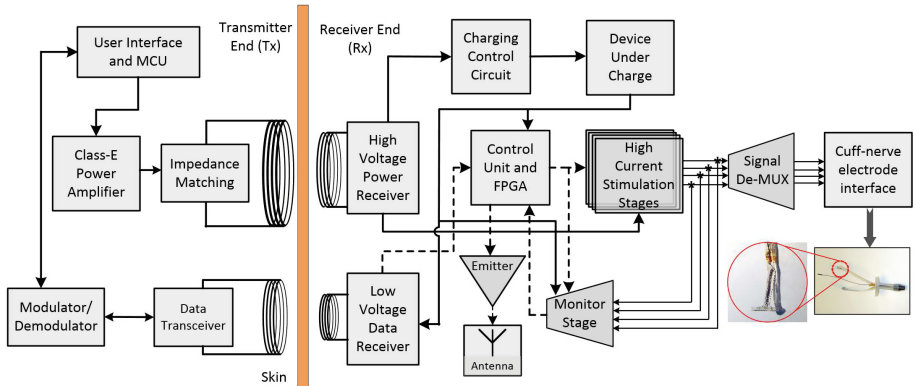 Transmitter
End (Tx)
Receiver End
(Rx)
User Interface
and MCU
Charging
Control
Circuit
Device
Under
Charge
Class-E
Power
Amplifier
Impedance
Matching
High
Voltage
Power
Receiver
Control
Unit and
FPGA
High
Current
Stimulation
Stages
Signal
De-MUX
Cuff-nerve
electrode
interface
Modulator/
Demodulator
Data
Transceiver
Low
Voltage
Data
Receiver
Emitter
Monitor
Stage
Antenna
Skin